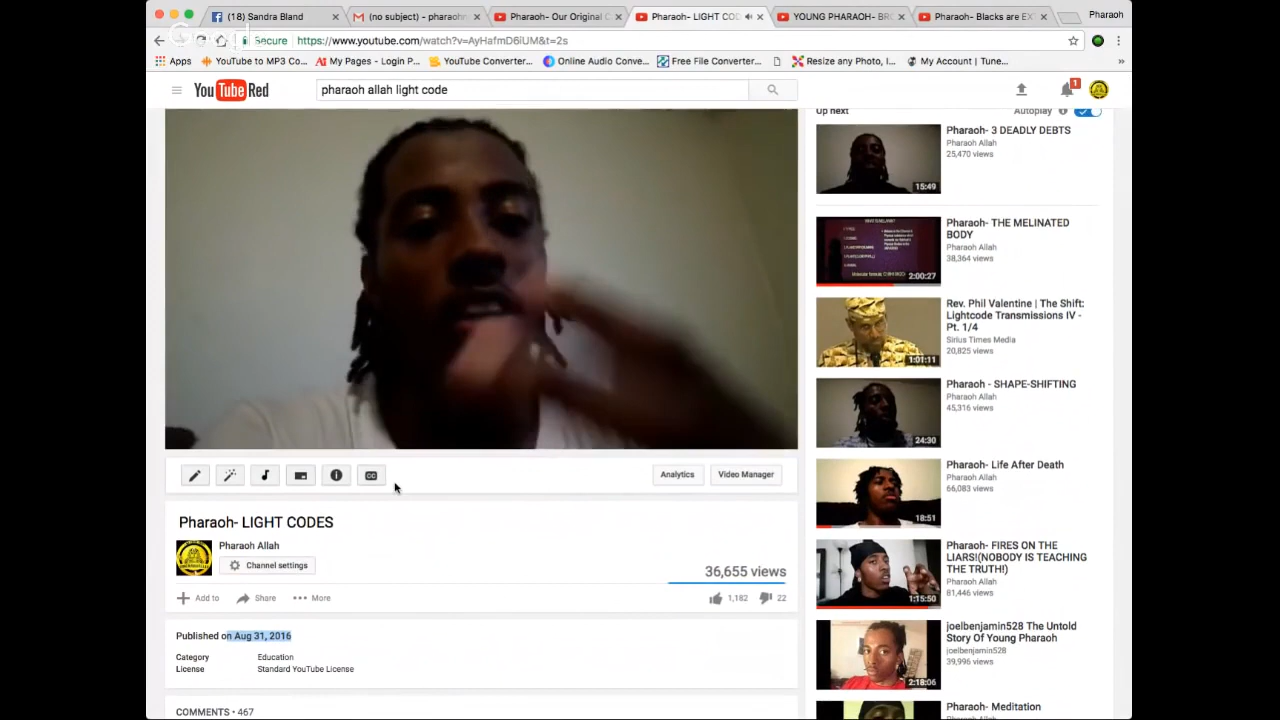 (18) Sandra Bland
(no subject) - pharaohr
Pharaoh- Our Original C
Pharaoh- LIGHT COD
YOUNG PHARAOH- BR
Pharaoh- Blacks are EX
Pharaoh
Secure
https://www.youtube.com/watch?v=AyHafmD6iUM&t=2s
Apps
YouTube to MP3 Co...
My Pages - Login P...
YouTube Converter...
Online Audio Conve...
Free File Converter...
Resize any Photo, I...
My Account | Tune...
»
YouTube Red
pharaoh allah light code
1
Up next
Autoplay
Pharaoh- 3 DEADLY DEBTS
Pharaoh Allah
25,470 views
15:49
Pharaoh- THE MELINATED
BODY
Pharaoh Allah
38,364 views
2:00:27
Rev. Phil Valentine | The Shift:
Lightcode Transmissions IV -
Pt. 1/4
Sirius Times Media
20,825 views
1:01:11
Pharaoh - SHAPE-SHIFTING
Pharaoh Allah
45,316 views
24:30
Pharaoh- Life After Death
Pharaoh Allah
66,083 views
18:51
Pharaoh- FIRES ON THE
LIARS!(NOBODY IS TEACHING
THE TRUTH!)
Pharaoh Allah
81,446 views
1:15:50
joelbenjamin528 The Untold
Story Of Young Pharaoh
joelbenjamin528
39,996 views
2:18:06
Pharaoh- Meditation
CC
Analytics
Video Manager
Pharaoh- LIGHT CODES
Pharaoh Allah
Channel settings
36,655 views
Add to
Share
More
1,182
22
Published on Aug 31, 2016
Category Education
License Standard YouTube License
COMMENTS • 467